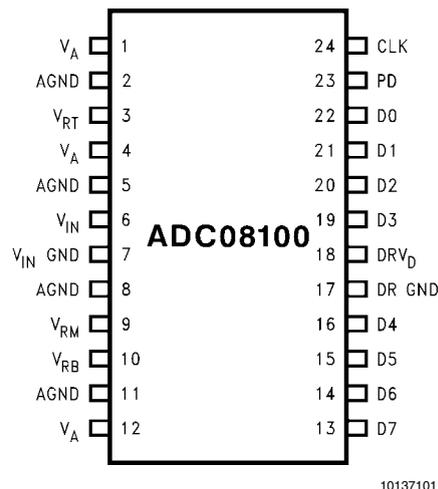 V_A 1 24 CLK
AGND 2 23 PD
V_RT 3 22 D0
V_A 4 21 D1
AGND 5 20 D2
V_IN 6 19 D3
ADC08100
V_IN GND 7 18 DRV_D
AGND 8 17 DR GND
V_RM 9 16 D4
V_RB 10 15 D5
AGND 11 14 D6
V_A 12 13 D7
10137101